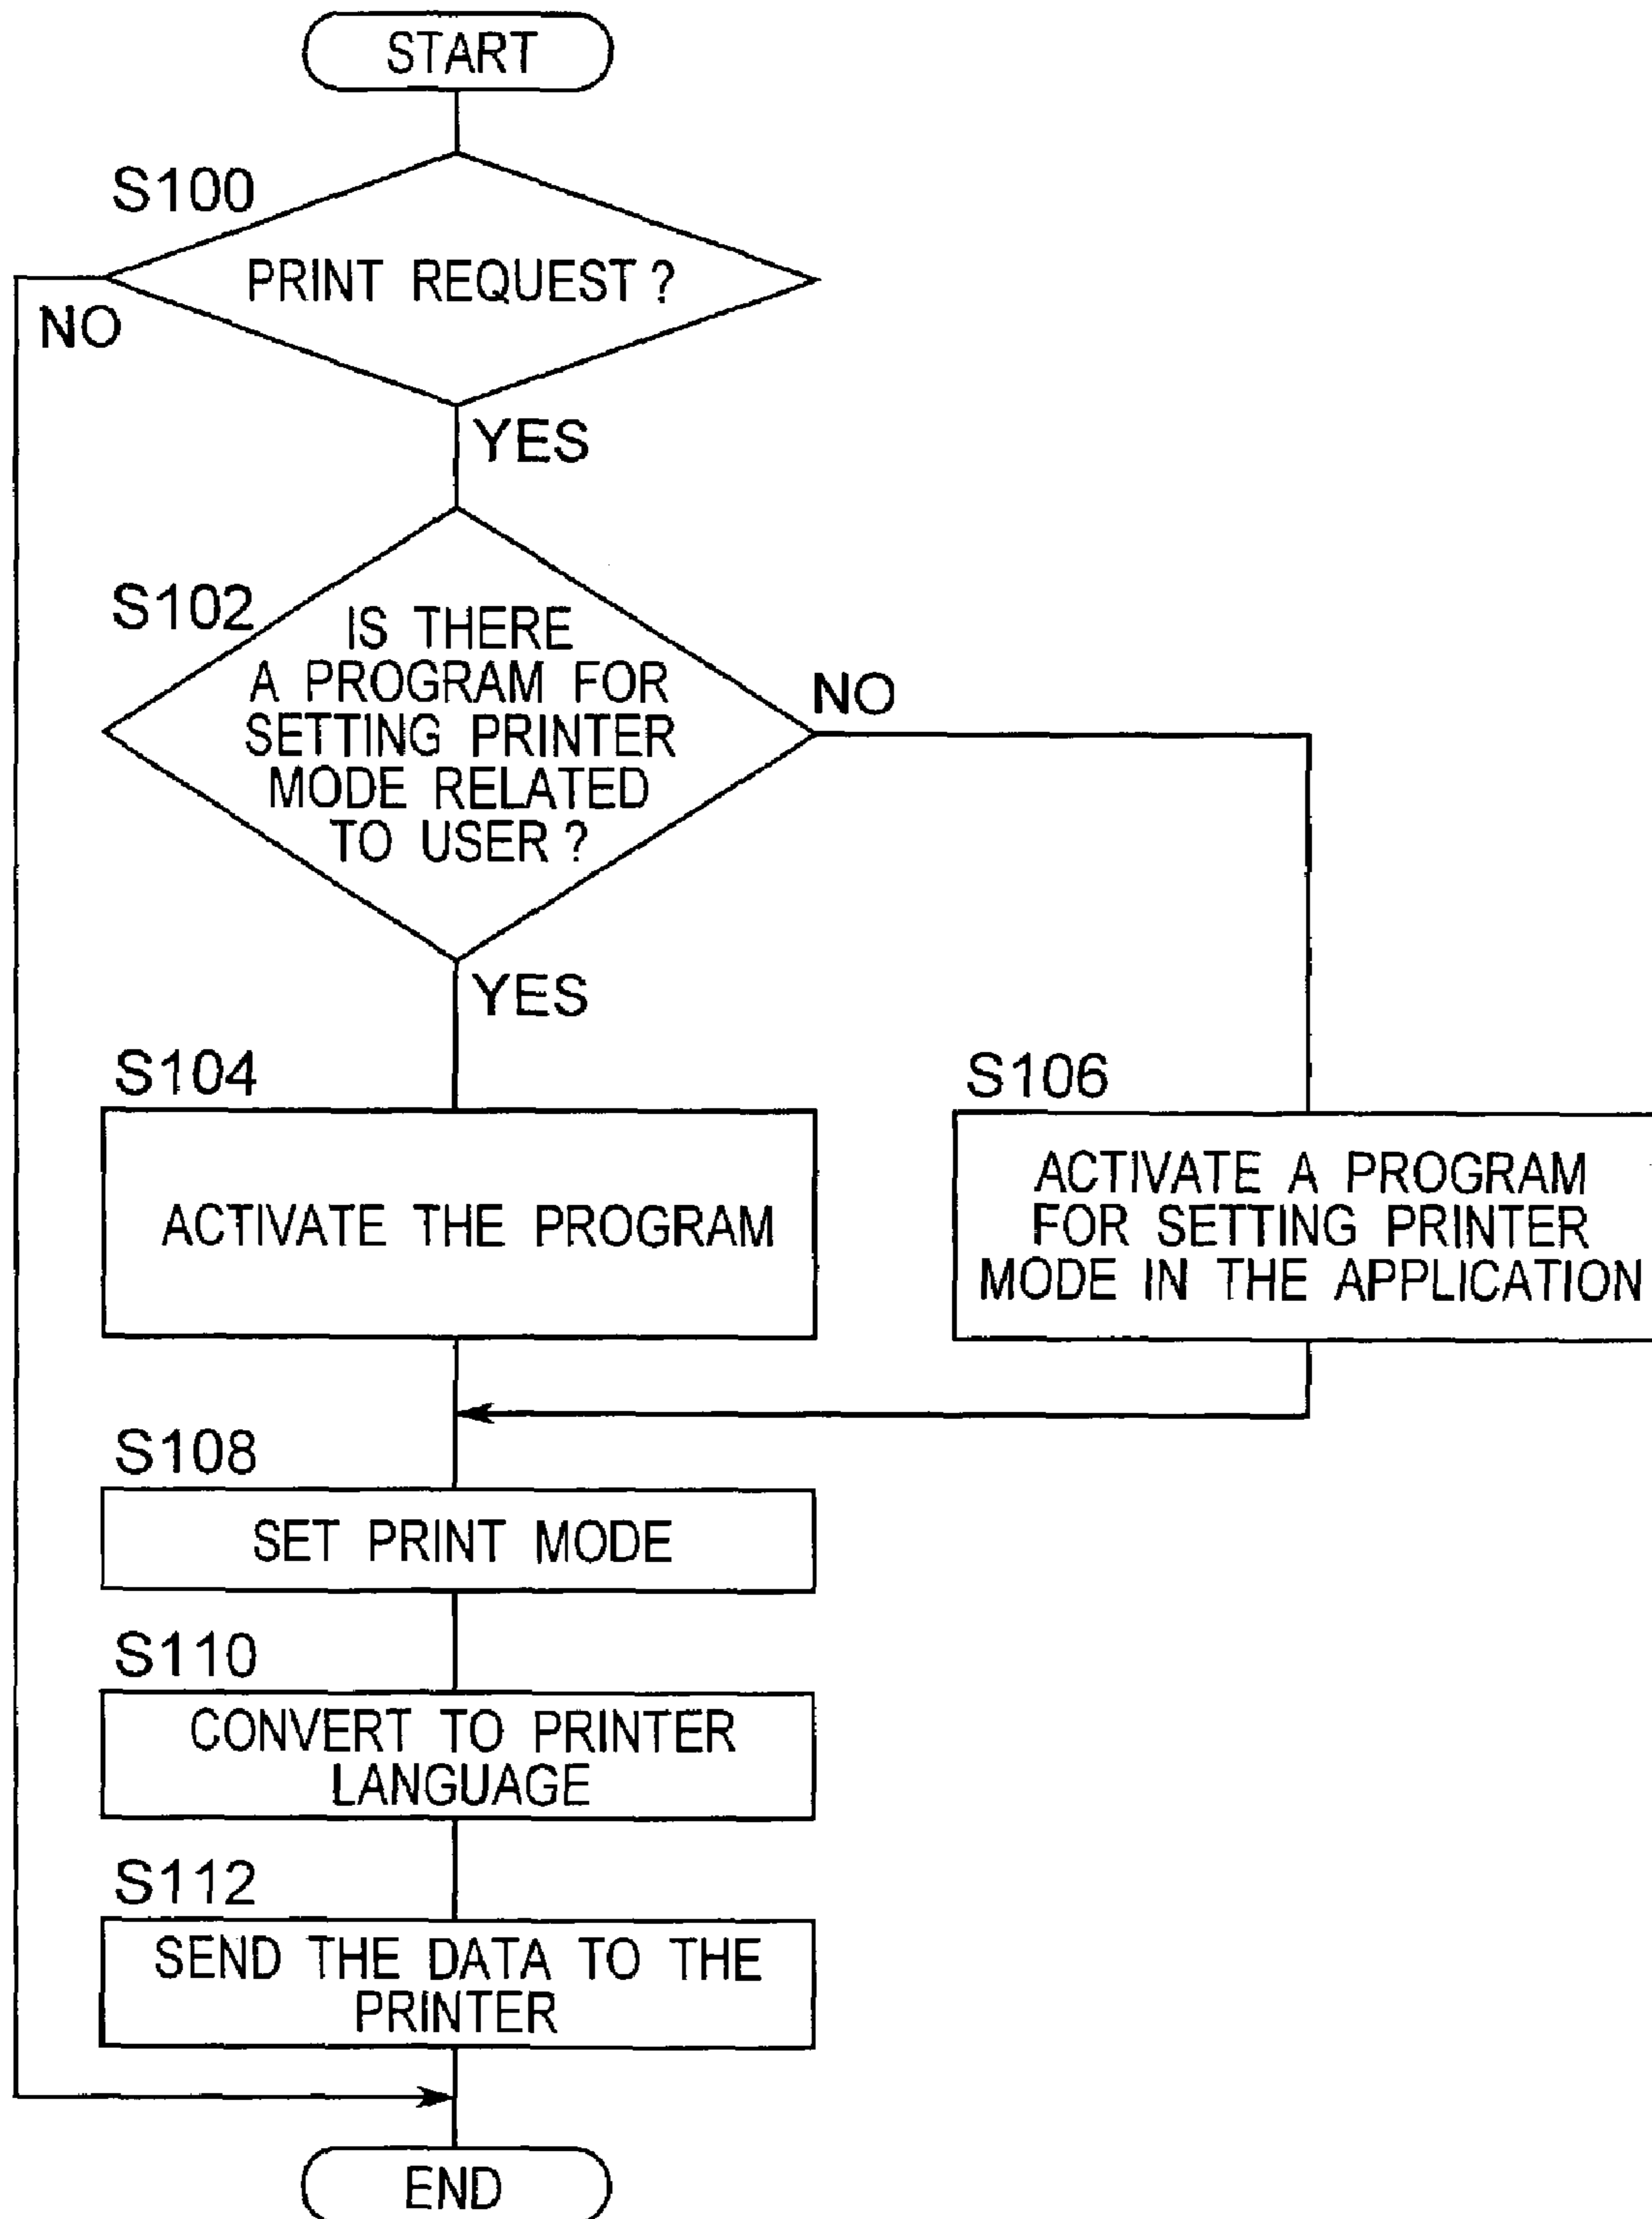 START
S100
PRINT REQUEST ?
NO
YES
S102
IS THERE
A PROGRAM FOR
SETTING PRINTER
MODE RELATED
TO USER ?
NO
YES
S104
ACTIVATE THE PROGRAM
S106
ACTIVATE A PROGRAM
FOR SETTING PRINTER
MODE IN THE APPLICATION
S108
SET PRINT MODE
S110
CONVERT TO PRINTER
LANGUAGE
S112
SEND THE DATA TO THE
PRINTER
END